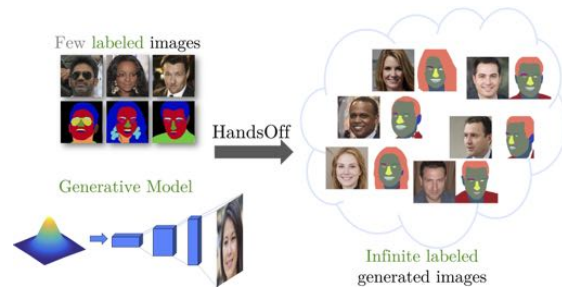 Few labeled images
HandsOff
Generative Model
Infinite labeled
generated images